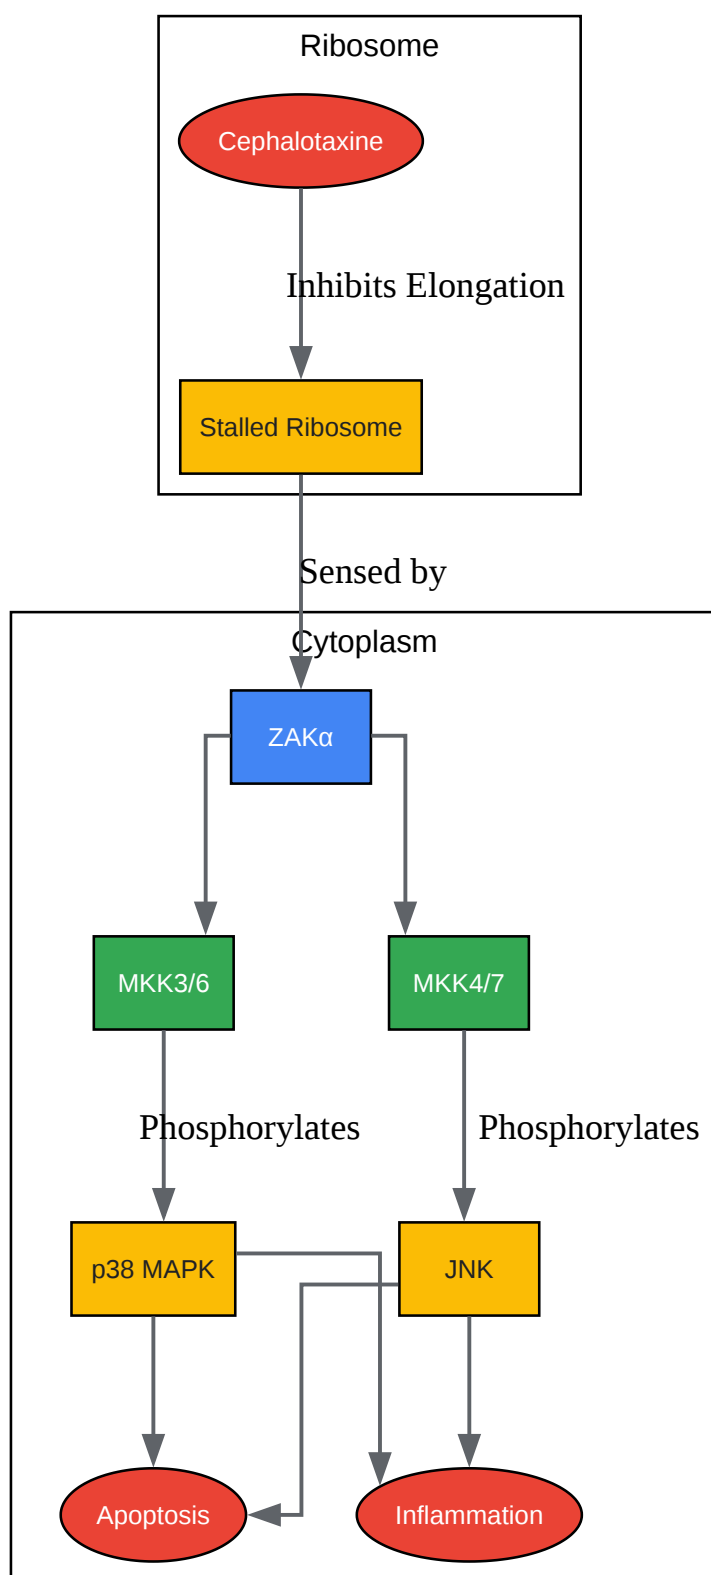 Ribosome
Cephalotaxine
Inhibits Elongation
Stalled Ribosome
Sensed by
Cytoplasm
ZAKα
MKK3/6
MKK4/7
Phosphorylates
Phosphorylates
p38 MAPK
JNK
Apoptosis
Inflammation